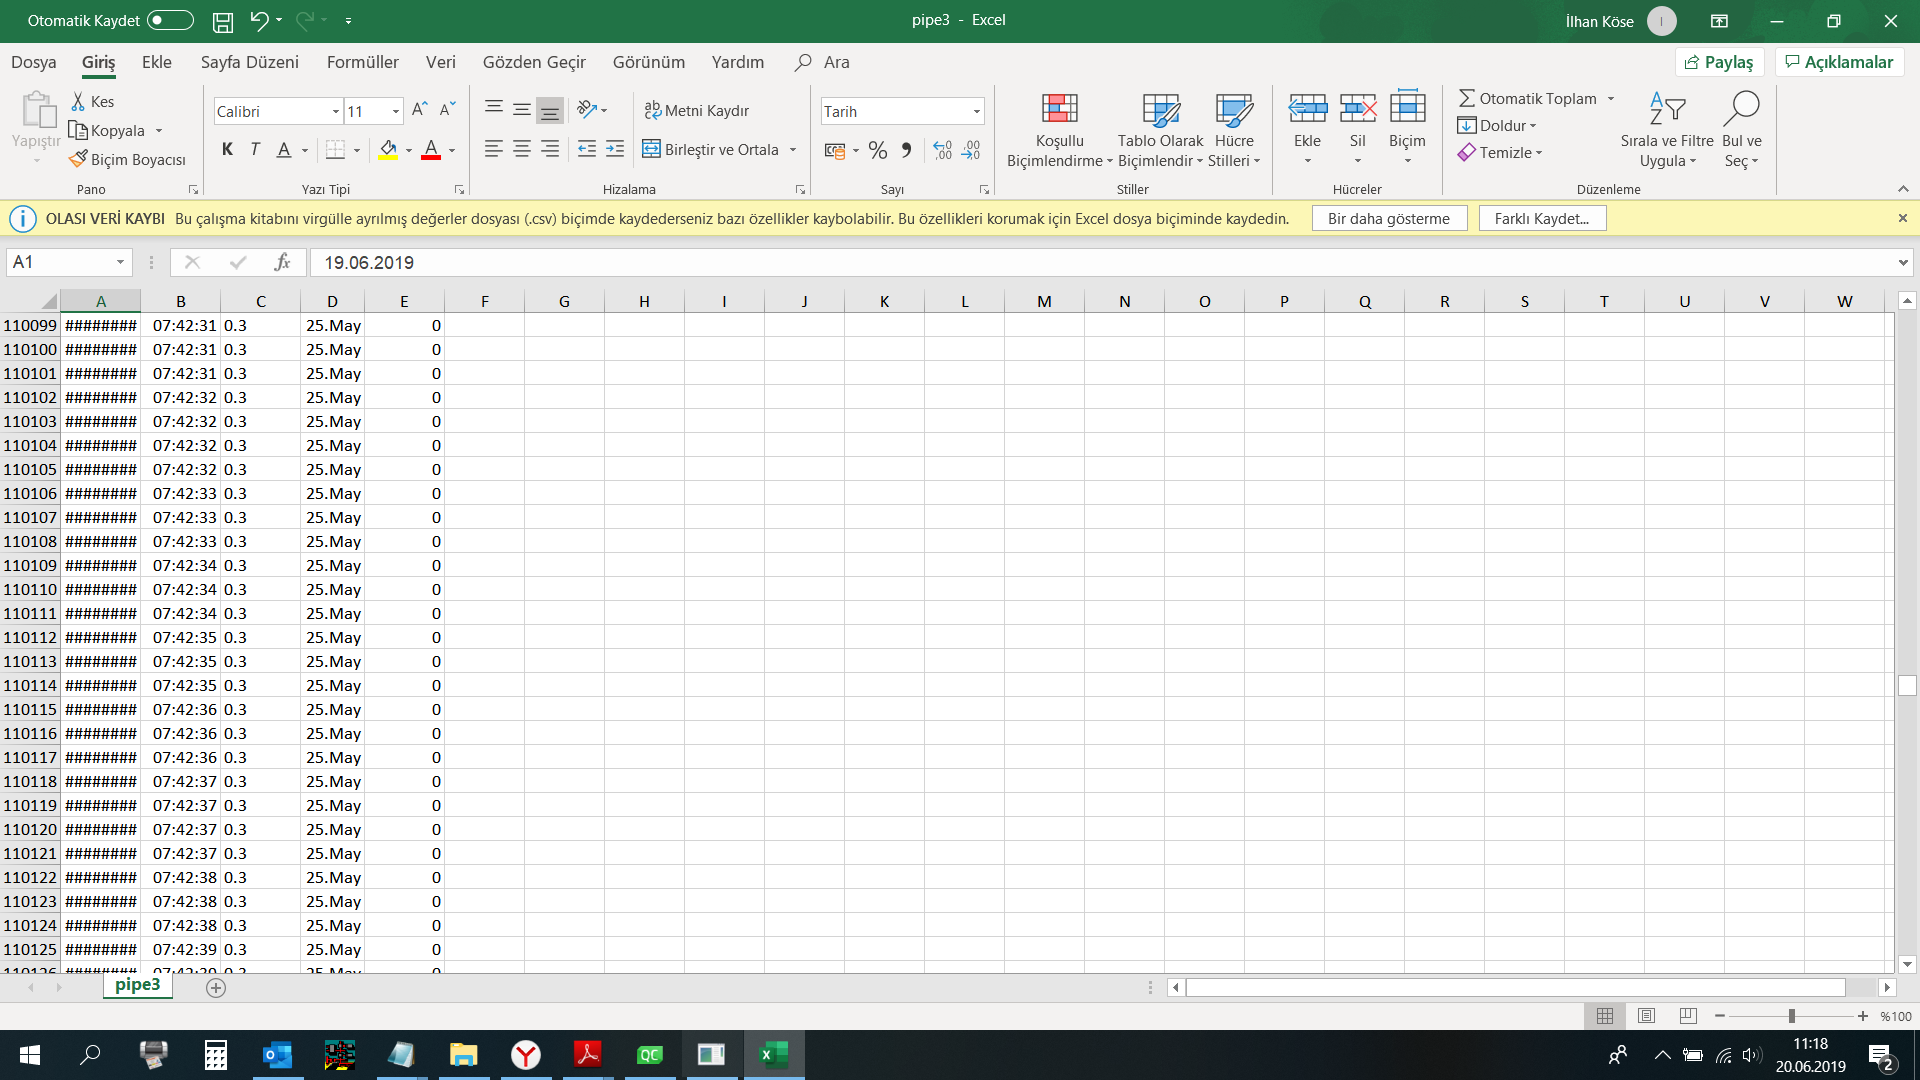 Otomatik Kaydet
pipe3 - Excel
İlhan Köse
I
Dosya Giriş Ekle Sayfa Düzeni Formüller Veri Gözden Geçir Görünüm Yardım Ara
Paylaş Açıklamalar
Yapıştır
Kes
Kopyala
Biçim Boyacısı
Pano
Calibri 11
K T A
Yazı Tipi
Metni Kaydır
Birleştir ve Ortala
Hizalama
Tarih
Sayı
Koşullu Biçimlendirme
Tablo Olarak Biçimlendir
Hücre Stilleri
Stiller
Ekle
Sil
Biçim
Hücreler
Otomatik Toplam
Doldur
Temizle
Sırala ve Filtre Uygula
Bul ve Seç
Düzenleme
OLASI VERİ KAYBI Bu çalışma kitabını virgülle ayrılmış değerler dosyası (.csv) biçimde kaydederseniz bazı özellikler kaybolabilir. Bu özellikleri korumak için Excel dosya biçiminde kaydedin.
Bir daha gösterme
Farklı Kaydet...
A1
fx
19.06.2019
A B C D E F G H I J K L M N O P Q R S T U V W
110099 ######## 07:42:31 0.3 25.May 0
110100 ######## 07:42:31 0.3 25.May 0
110101 ######## 07:42:31 0.3 25.May 0
110102 ######## 07:42:32 0.3 25.May 0
110103 ######## 07:42:32 0.3 25.May 0
110104 ######## 07:42:32 0.3 25.May 0
110105 ######## 07:42:32 0.3 25.May 0
110106 ######## 07:42:33 0.3 25.May 0
110107 ######## 07:42:33 0.3 25.May 0
110108 ######## 07:42:33 0.3 25.May 0
110109 ######## 07:42:34 0.3 25.May 0
110110 ######## 07:42:34 0.3 25.May 0
110111 ######## 07:42:34 0.3 25.May 0
110112 ######## 07:42:35 0.3 25.May 0
110113 ######## 07:42:35 0.3 25.May 0
110114 ######## 07:42:35 0.3 25.May 0
110115 ######## 07:42:36 0.3 25.May 0
110116 ######## 07:42:36 0.3 25.May 0
110117 ######## 07:42:36 0.3 25.May 0
110118 ######## 07:42:37 0.3 25.May 0
110119 ######## 07:42:37 0.3 25.May 0
110120 ######## 07:42:37 0.3 25.May 0
110121 ######## 07:42:37 0.3 25.May 0
110122 ######## 07:42:38 0.3 25.May 0
110123 ######## 07:42:38 0.3 25.May 0
110124 ######## 07:42:38 0.3 25.May 0
110125 ######## 07:42:39 0.3 25.May 0
110126 ######## 07:42:39 0.3 25.May 0
pipe3
%100
QC
11:18
20.06.2019
2